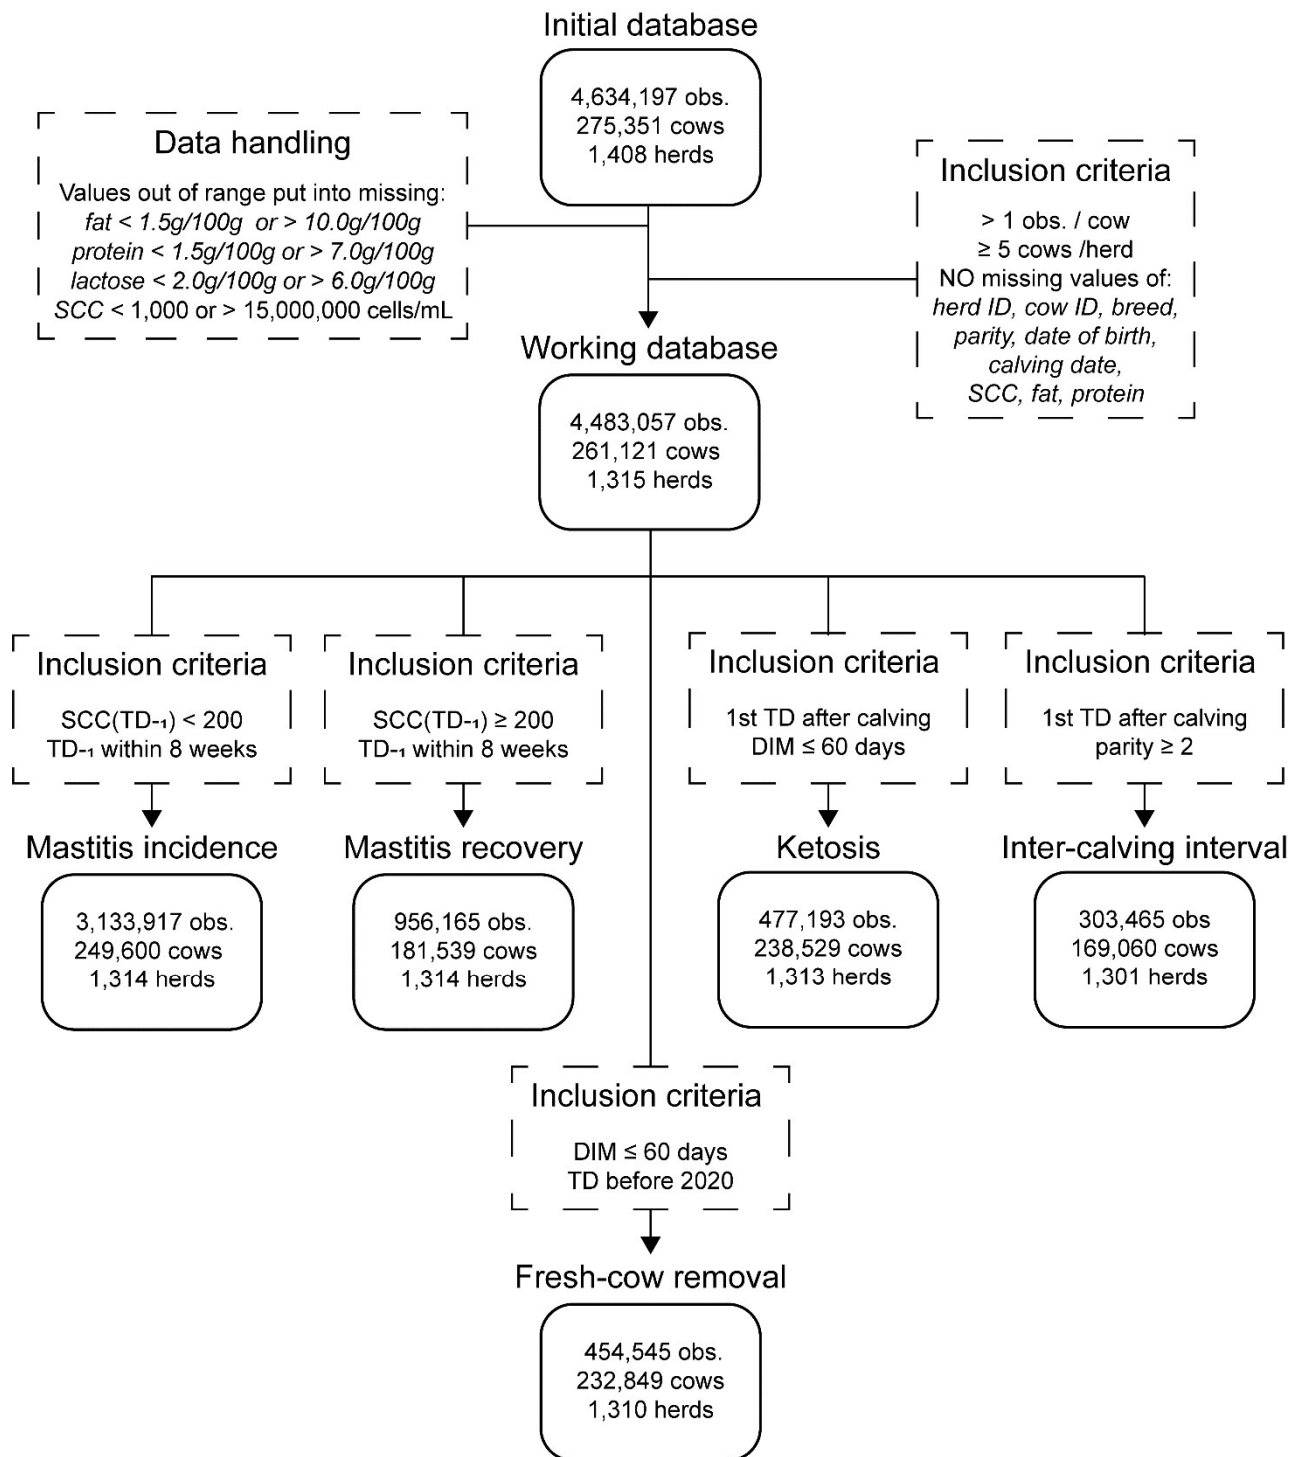 Initial database
4,634,197 obs.
275,351 cows
1,408 herds
Data handling
Values out of range put into missing:
fat < 1.5g/100g or > 10.0g/100g
protein < 1.5g/100g or > 7.0g/100g
lactose < 2.0g/100g or > 6.0g/100g
SCC < 1,000 or > 15,000,000 cells/mL
Inclusion criteria
> 1 obs. / cow
≥ 5 cows /herd
NO missing values of:
herd ID, cow ID, breed,
parity, date of birth,
calving date,
SCC, fat, protein
Working database
4,483,057 obs.
261,121 cows
1,315 herds
Inclusion criteria
SCC(TD-₁) < 200
TD-₁ within 8 weeks
Inclusion criteria
SCC(TD-₁) ≥ 200
TD-₁ within 8 weeks
Inclusion criteria
1st TD after calving
DIM ≤ 60 days
Inclusion criteria
1st TD after calving
parity ≥ 2
Mastitis incidence
3,133,917 obs.
249,600 cows
1,314 herds
Mastitis recovery
956,165 obs.
181,539 cows
1,314 herds
Ketosis
477,193 obs.
238,529 cows
1,313 herds
Inter-calving interval
303,465 obs
169,060 cows
1,301 herds
Inclusion criteria
DIM ≤ 60 days
TD before 2020
Fresh-cow removal
454,545 obs.
232,849 cows
1,310 herds